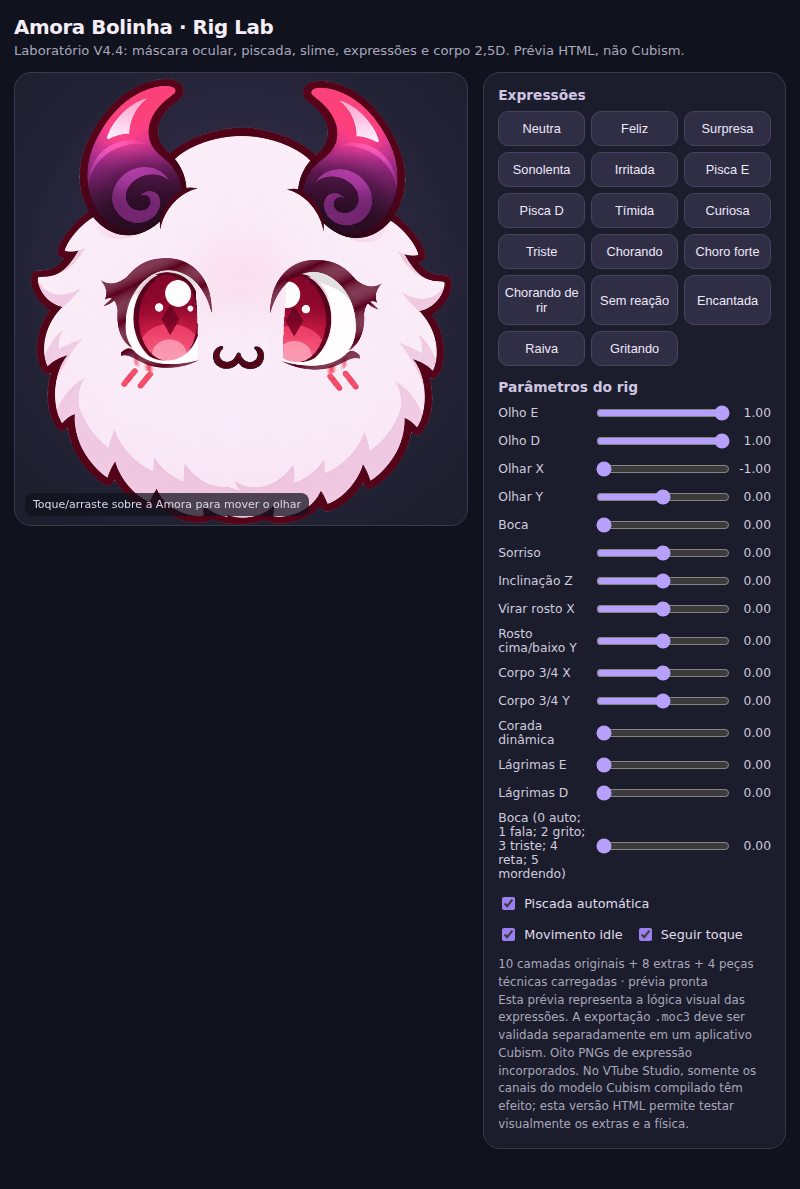 Amora Bolinha · Rig Lab
Laboratório V4.4: máscara ocular, piscada, slime, expressões e corpo 2,5D. Prévia HTML, não Cubism.
Toque/arraste sobre a Amora para mover o olhar
Expressões
Neutra
Feliz
Surpresa
Sonolenta
Irritada
Pisca E
Pisca D
Tímida
Curiosa
Triste
Chorando
Choro forte
Chorando de
rir
Sem reação
Encantada
Raiva
Gritando
Parâmetros do rig
Olho E 1.00
Olho D 1.00
Olhar X -1.00
Olhar Y 0.00
Boca 0.00
Sorriso 0.00
Inclinação Z 0.00
Virar rosto X 0.00
Rosto
cima/baixo Y 0.00
Corpo 3/4 X 0.00
Corpo 3/4 Y 0.00
Corada
dinâmica 0.00
Lágrimas E 0.00
Lágrimas D 0.00
Boca (0 auto;
1 fala; 2 grito;
3 triste; 4
reta; 5
mordendo) 0.00
Piscada automática
Movimento idle
Seguir toque
10 camadas originais + 8 extras + 4 peças
técnicas carregadas · prévia pronta
Esta prévia representa a lógica visual das
expressões. A exportação .moc3 deve ser
validada separadamente em um aplicativo
Cubism. Oito PNGs de expressão
incorporados. No VTube Studio, somente os
canais do modelo Cubism compilado têm
efeito; esta versão HTML permite testar
visualmente os extras e a física.